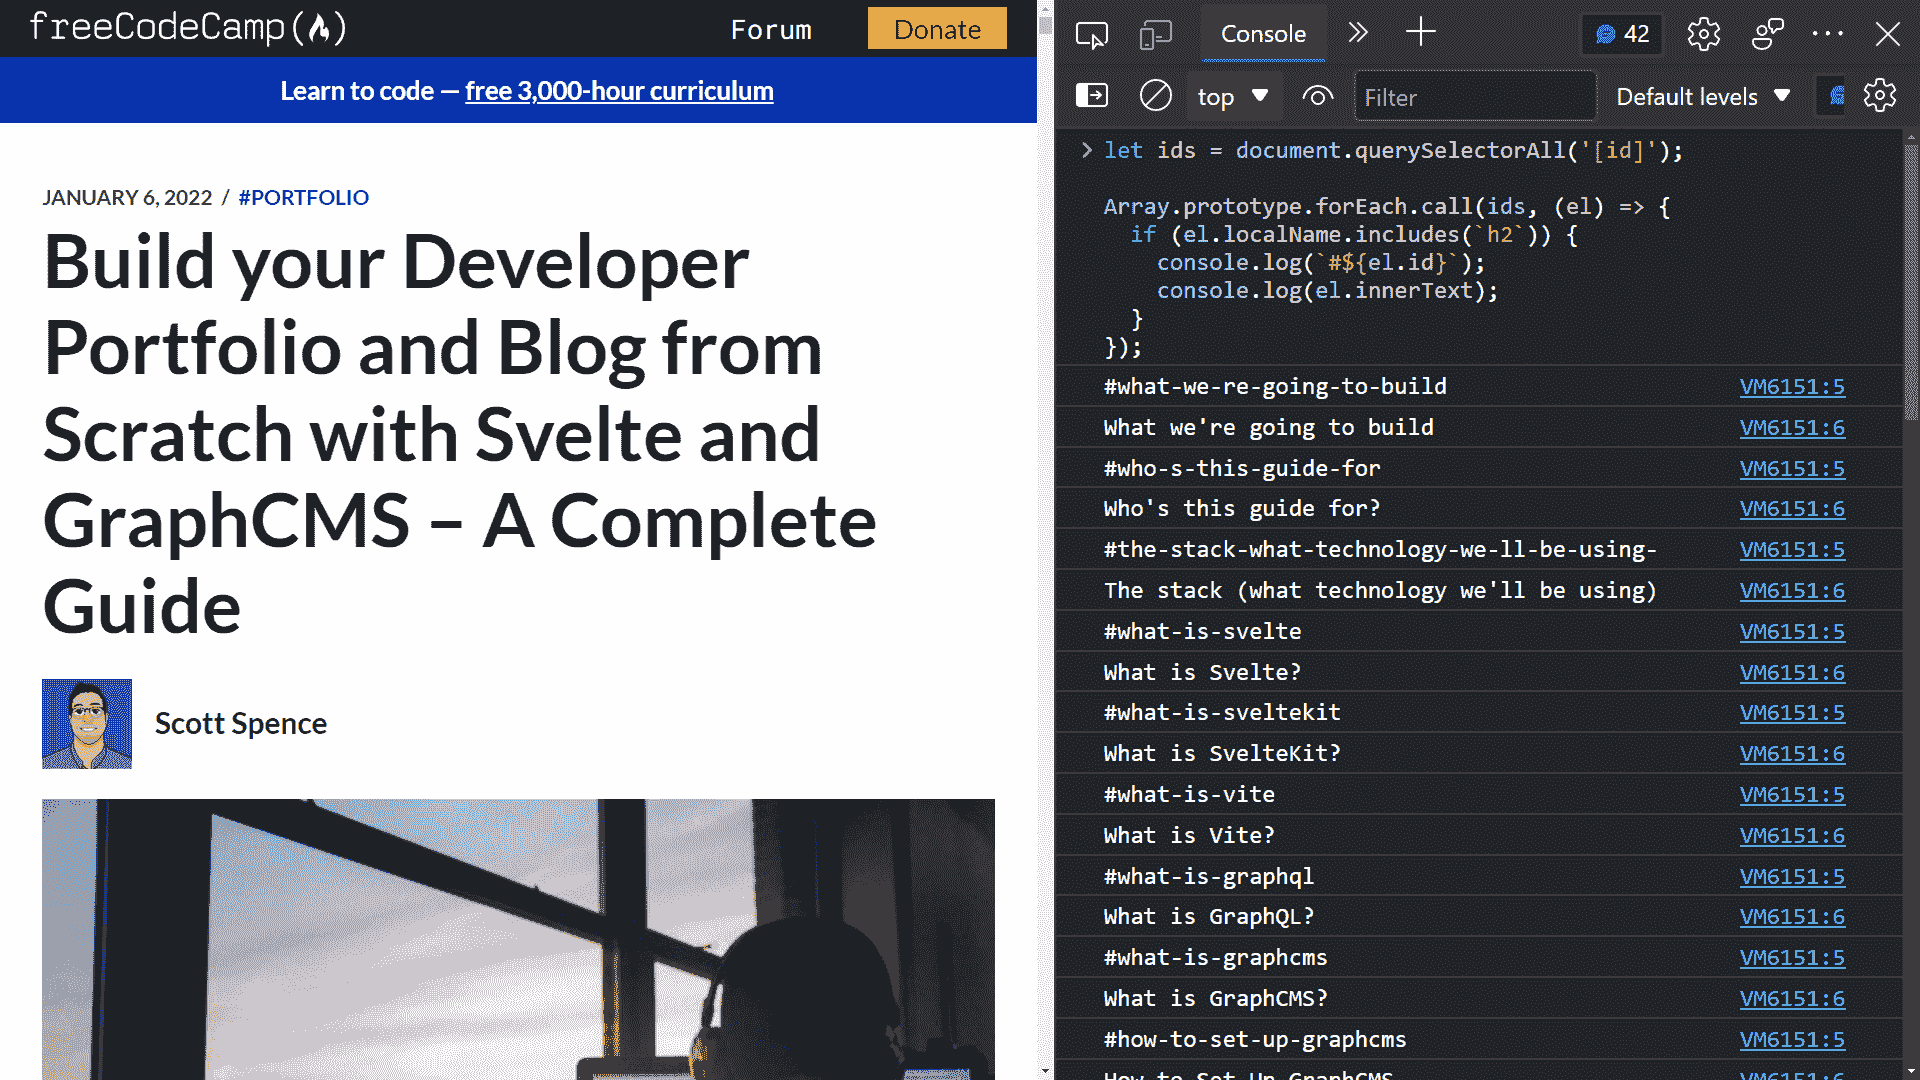 freeCodeCamp(🔥)
Forum
Donate
Learn to code — free 3,000-hour curriculum
JANUARY 6, 2022 / #PORTFOLIO
Build your Developer
Portfolio and Blog from
Scratch with Svelte and
GraphCMS – A Complete
Guide
Scott Spence
Console
42
top
Filter
Default levels
let ids = document.querySelectorAll('[id]');
Array.prototype.forEach.call(ids, (el) => {
  if (el.localName.includes(`h2`)) {
    console.log(`#${el.id}`);
    console.log(el.innerText);
  }
});
#what-we-re-going-to-build VM6151:5
What we're going to build VM6151:6
#who-s-this-guide-for VM6151:5
Who's this guide for? VM6151:6
#the-stack-what-technology-we-ll-be-using- VM6151:5
The stack (what technology we'll be using) VM6151:6
#what-is-svelte VM6151:5
What is Svelte? VM6151:6
#what-is-sveltekit VM6151:5
What is SvelteKit? VM6151:6
#what-is-vite VM6151:5
What is Vite? VM6151:6
#what-is-graphql VM6151:5
What is GraphQL? VM6151:6
#what-is-graphcms VM6151:5
What is GraphCMS? VM6151:6
#how-to-set-up-graphcms VM6151:5
How to Set Up GraphCMS VM6151:6